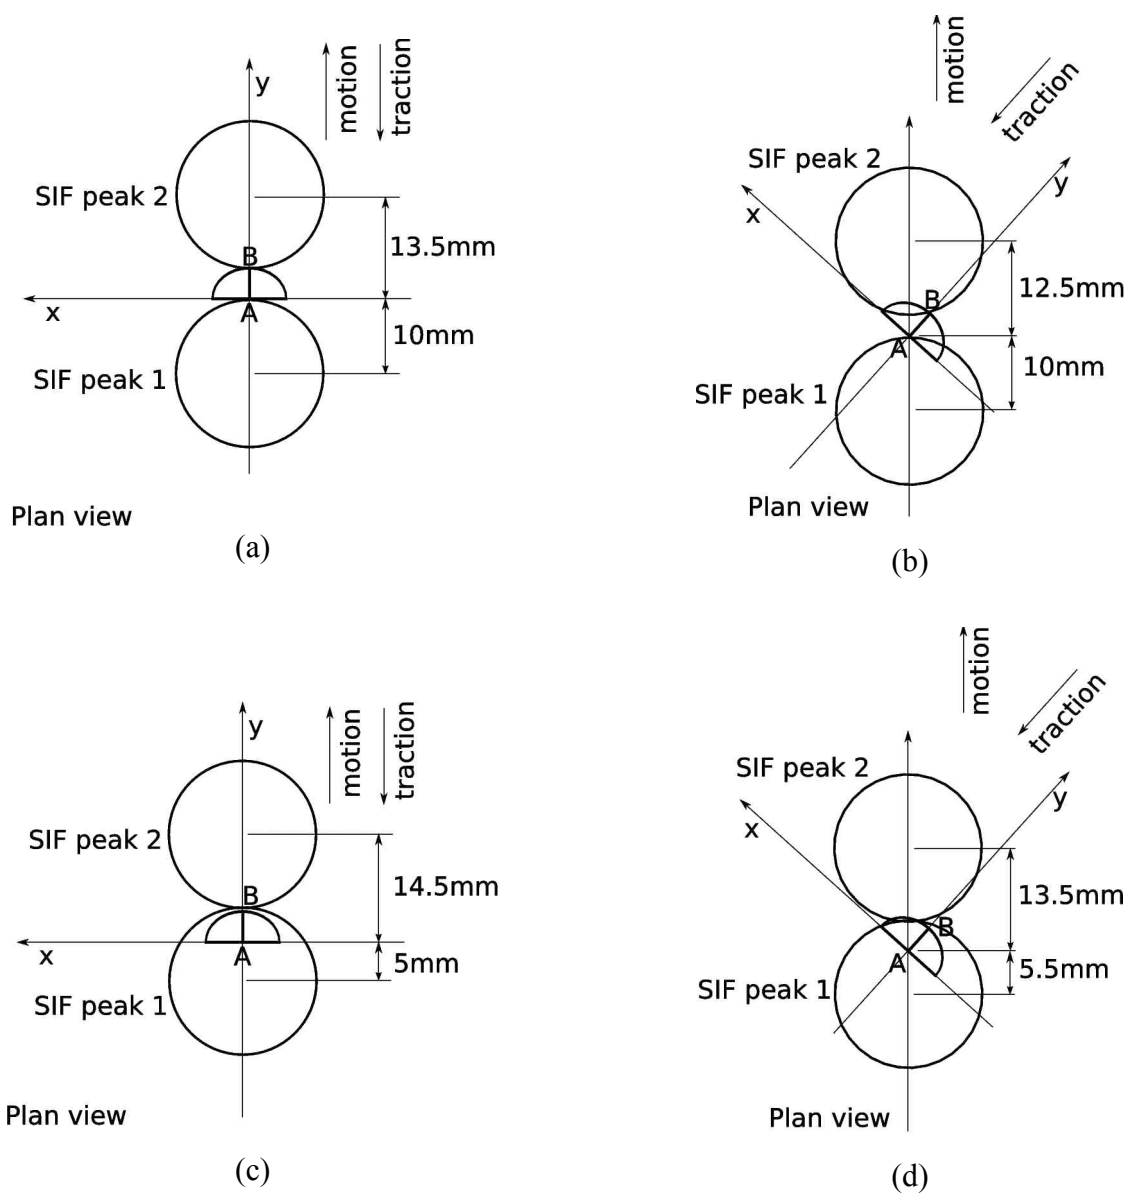 y
motion
traction
SIF peak 2
B
13.5mm
x
A
10mm
SIF peak 1
Plan view
(a)
motion
traction
SIF peak 2
x
y
B
12.5mm
A
10mm
SIF peak 1
Plan view
(b)
y
motion
traction
SIF peak 2
B
14.5mm
x
A
5mm
SIF peak 1
Plan view
(c)
motion
traction
SIF peak 2
x
y
13.5mm
B
A
5.5mm
SIF peak 1
Plan view
(d)